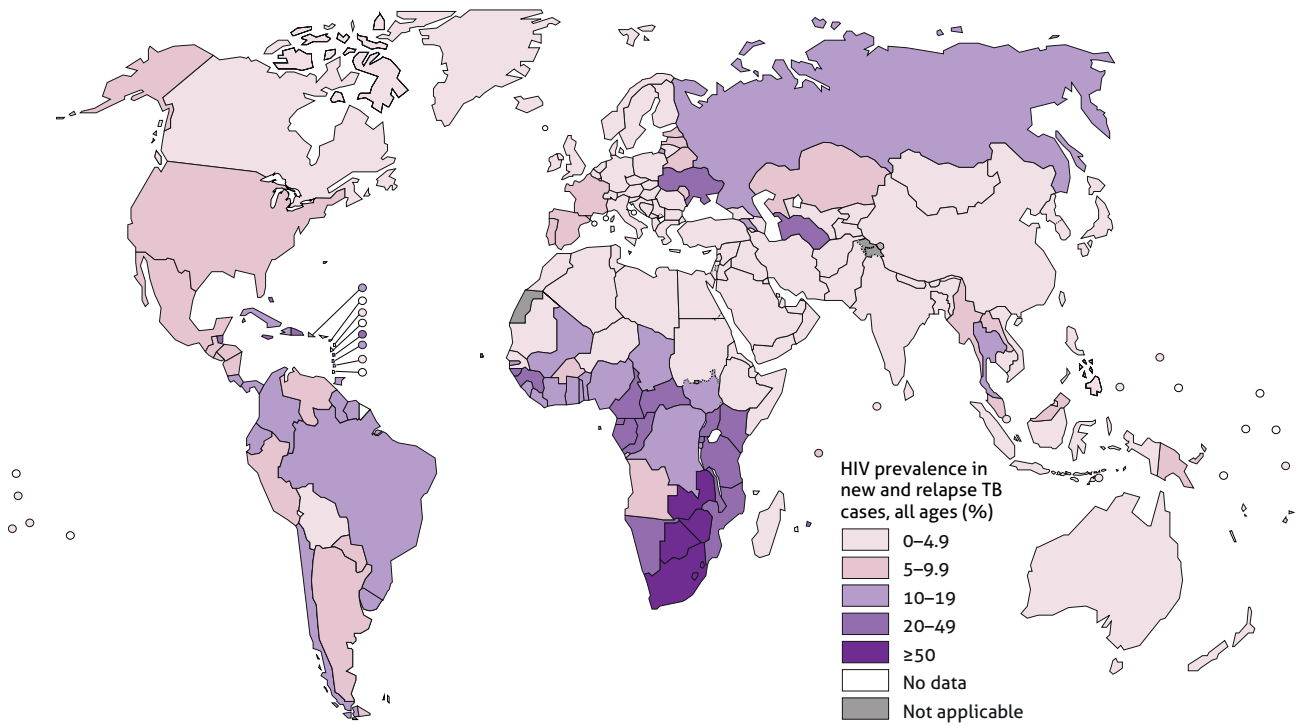 HIV prevalence in
new and relapse TB
cases, all ages (%)
0–4.9
5–9.9
10–19
20–49
≥50
No data
Not applicable